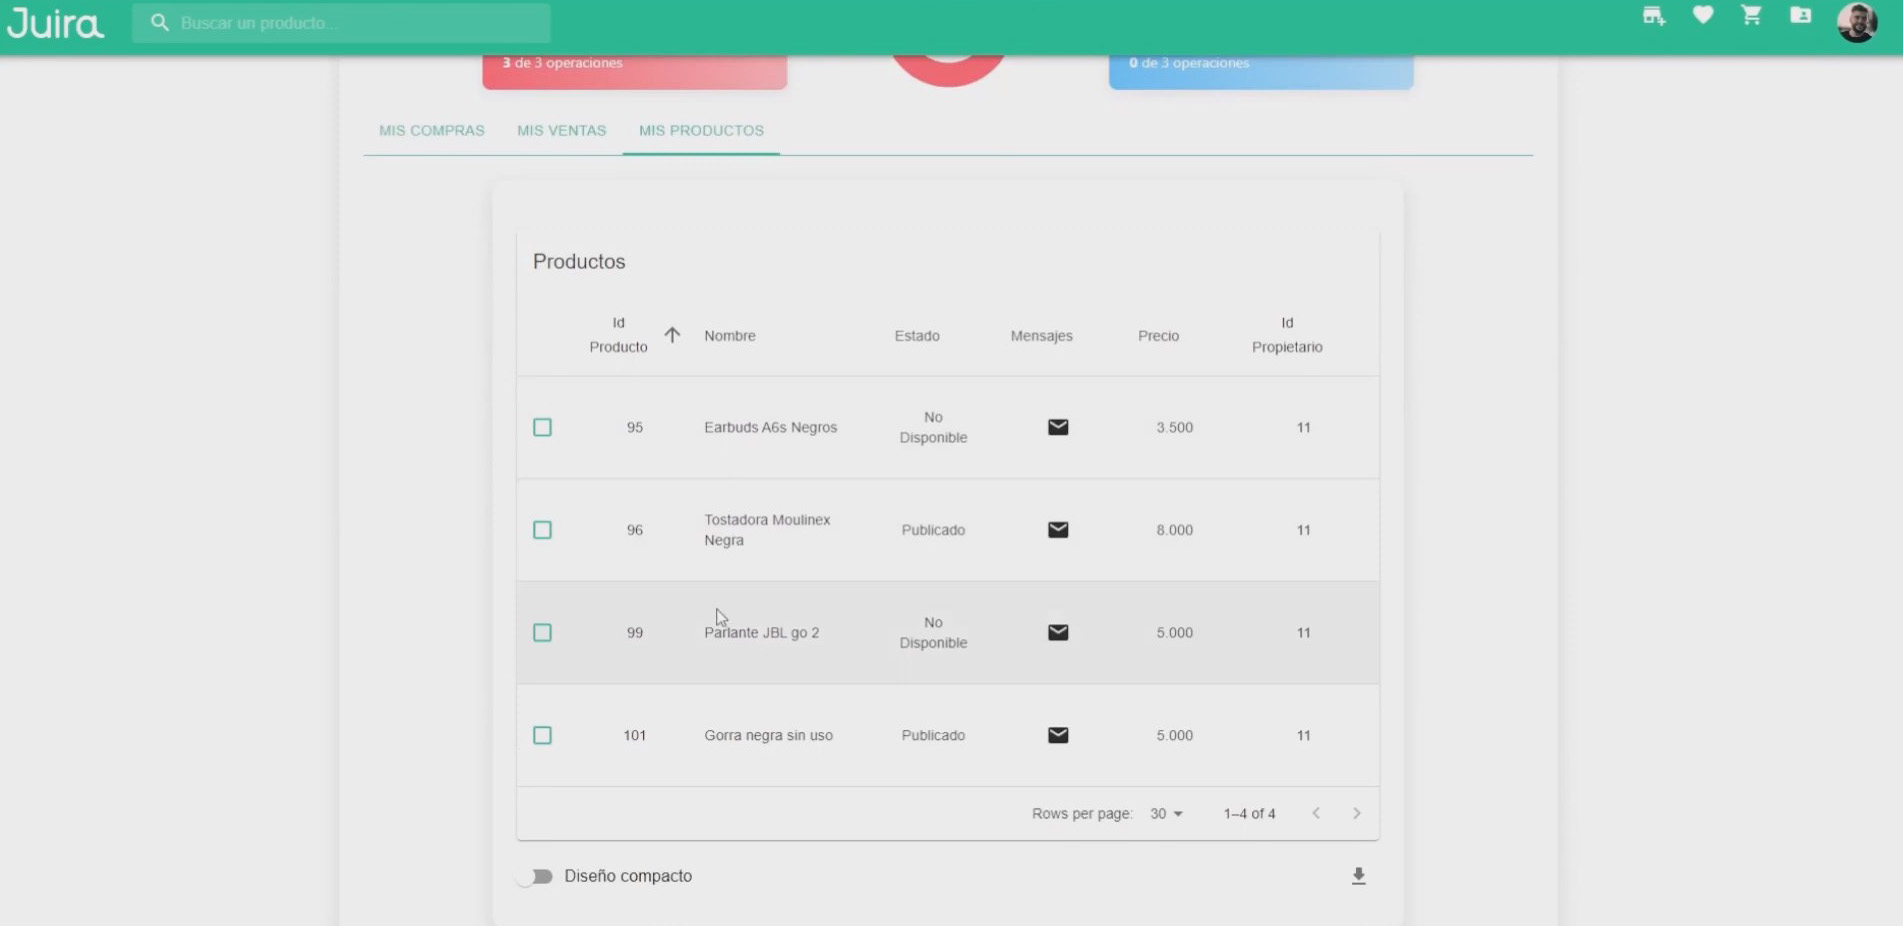 Juira
Buscar un producto...
3 de 3 operaciones
0 de 3 operaciones
MIS COMPRAS
MIS VENTAS
MIS PRODUCTOS
Productos
Id
Producto
Nombre
Estado
Mensajes
Precio
Id
Propietario
95
Earbuds A6s Negros
No
Disponible
3.500
11
96
Tostadora Moulinex
Negra
Publicado
8.000
11
99
Parlante JBL go 2
No
Disponible
5.000
11
101
Gorra negra sin uso
Publicado
5.000
11
Rows per page:
30
1–4 of 4
Diseño compacto